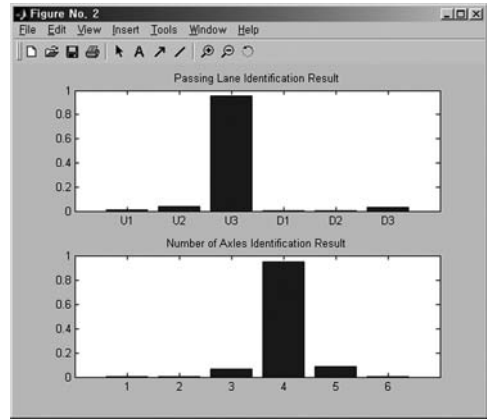 Figure No. 2
File Edit View Insert Tools Window Help
A
Passing Lane Identification Result
1
0.8
0.6
0.4
0.2
0
U1 U2 U3 D1 D2 D3
Number of Axles Identification Result
1
0.8
0.6
0.4
0.2
0
1 2 3 4 5 6